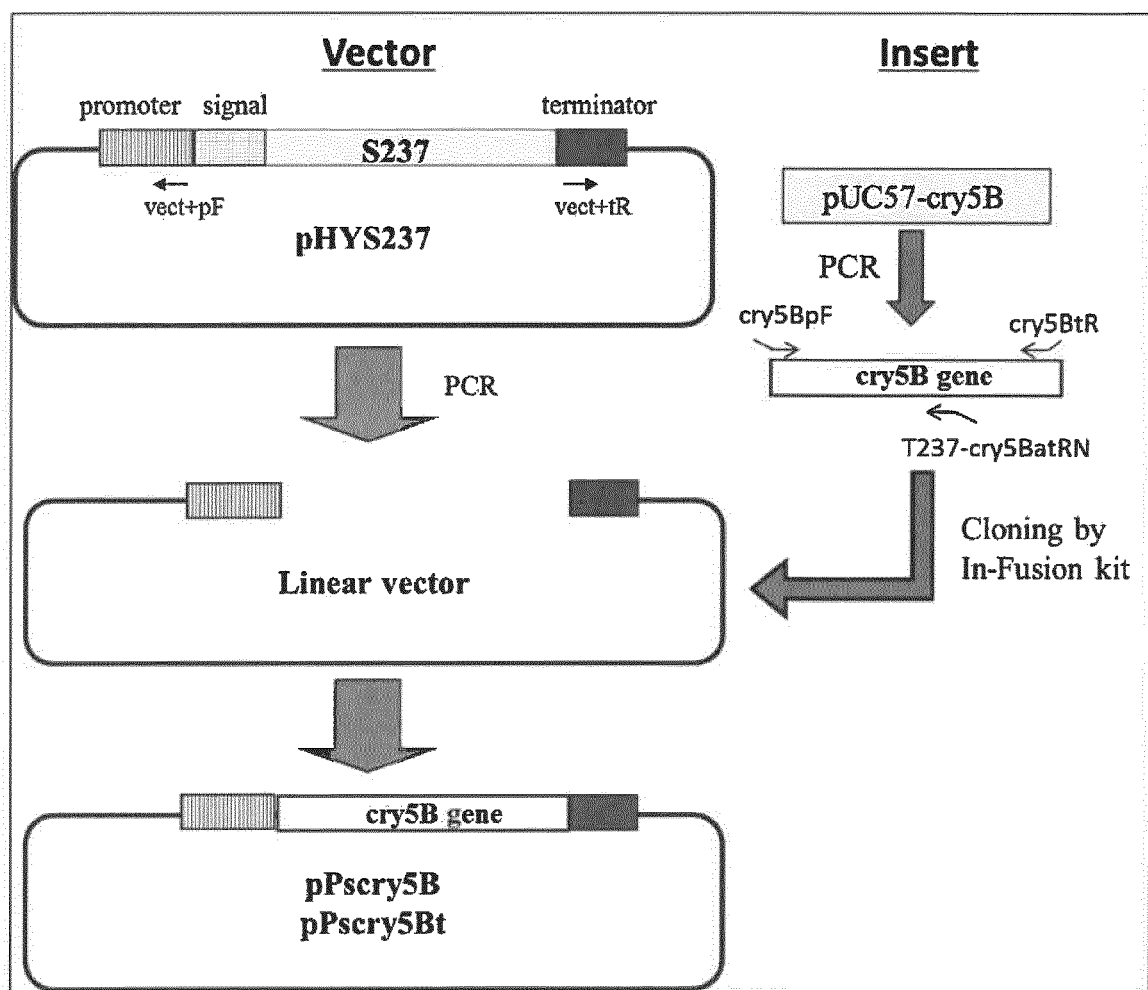 Vector
promoter signal terminator
S237
vect+pF
vect+tR
pHYS237
PCR
Linear vector
cry5B gene
pPscry5B
pPscry5Bt
Insert
pUC57-cry5B
PCR
cry5BpF
cry5BtR
cry5B gene
T237-cry5BatRN
Cloning by
In-Fusion kit